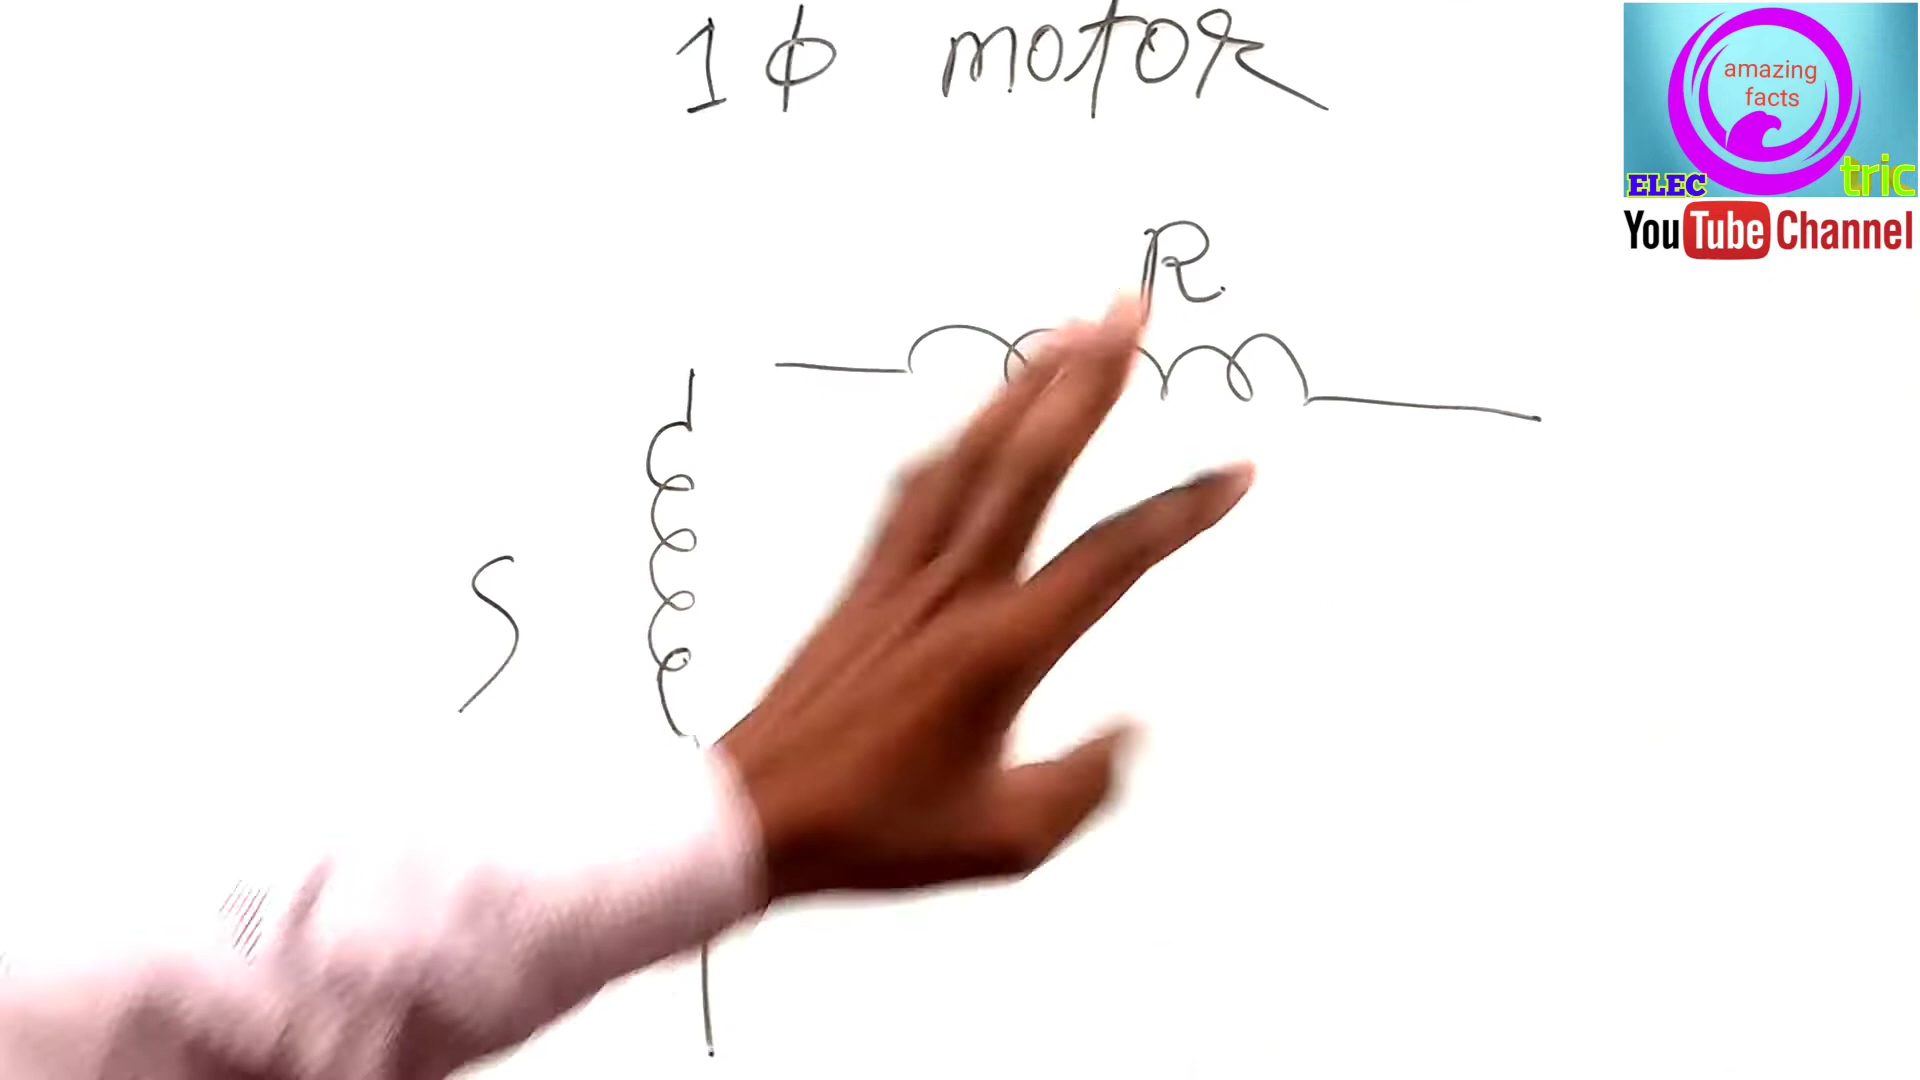 1ϕ motor
amazing
facts
ELEC tric
YouTube Channel
R
S